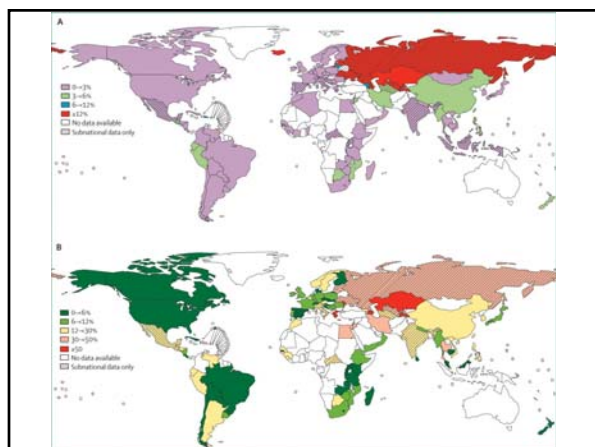 A
0–<3%
3–<6%
6–<12%
≥12%
No data available
Subnational data only
B
0–<6%
6–<12%
12–<30%
30–<50%
≥50
No data available
Subnational data only